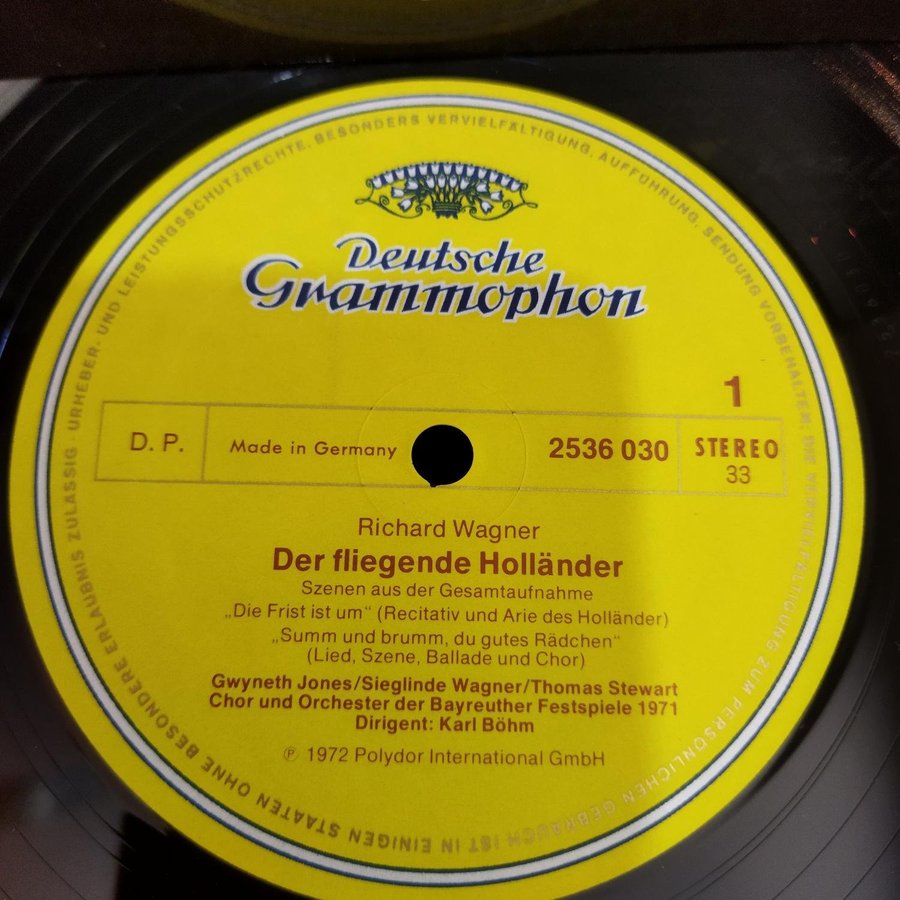 Deutsche
Grammophon
1
D. P.
Made in Germany
2536 030
STEREO
33
Richard Wagner
Der fliegende Holländer
Szenen aus der Gesamtaufnahme
„Die Frist ist um“ (Recitativ und Arie des Holländer)
„Summ und brumm, du gutes Rädchen“
(Lied, Szene, Ballade und Chor)
Gwyneth Jones/Sieglinde Wagner/Thomas Stewart
Chor und Orchester der Bayreuther Festspiele 1971
Dirigent: Karl Böhm
Ⓟ 1972 Polydor International GmbH
URHEBER- UND LEISTUNGSSCHUTZRECHTE, BESONDERS VERVIELFÄLTIGUNG, AUFFÜHRUNG, SENDUNG VORBEHALTEN; DIE VERVIELFÄLTIGUNG ZUM PERSÖNLICHEN GEBRAUCH IST IN EINIGEN STAATEN OHNE BESONDERE ERLAUBNIS ZULÄSSIG ·